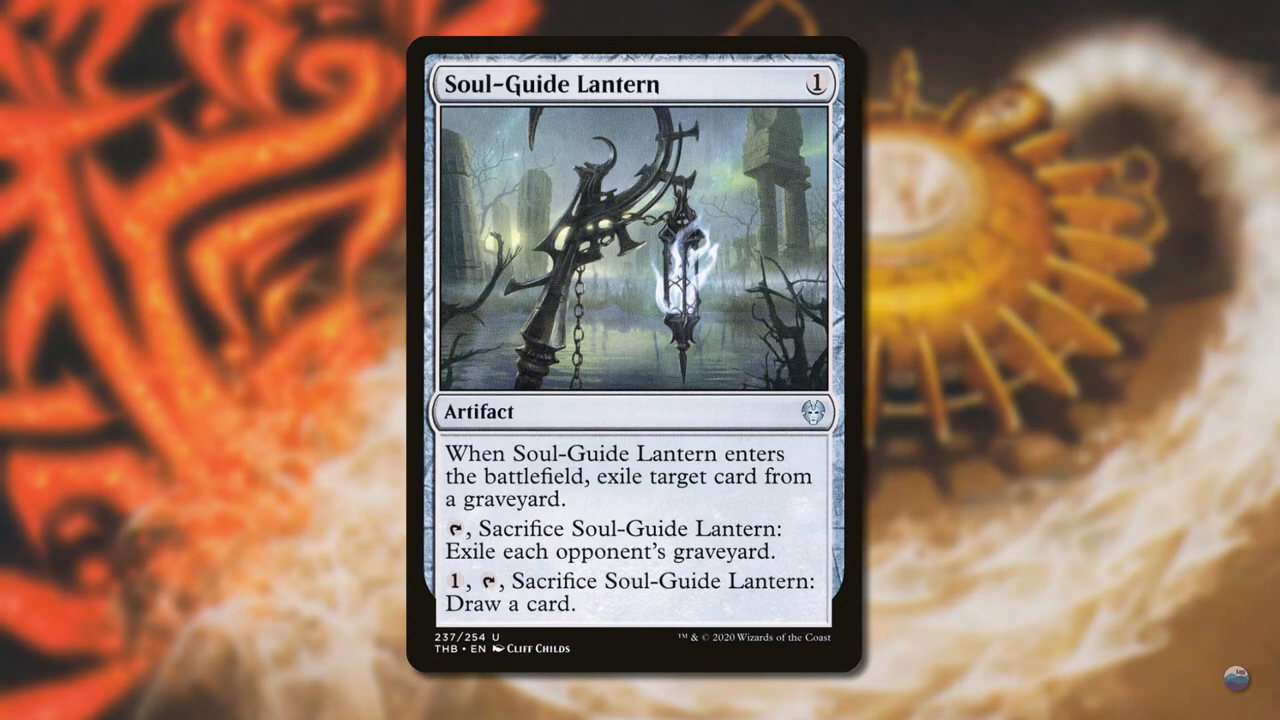 Soul-Guide Lantern 1
Artifact
When Soul-Guide Lantern enters
the battlefield, exile target card from
a graveyard.
, Sacrifice Soul-Guide Lantern:
Exile each opponent's graveyard.
1, , Sacrifice Soul-Guide Lantern:
Draw a card.
237/254 U
™ & © 2020 Wizards of the Coast
THB • EN CLIFF CHILDS